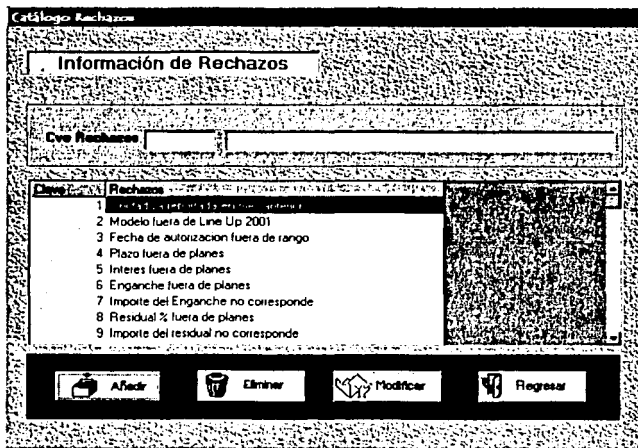 Catálogo Rechazos
Información de Rechazos
Cve Rechazos
Clave Rechazos
1
2 Modelo fuera de Line Up 2001
3 Fecha de autorizacion fuera de rango
4 Plazo fuera de planes
5 Interes fuera de planes
6 Enganche fuera de planes
7 Importe del Enganche no corresponde
8 Residual % fuera de planes
9 Importe del residual no corresponde
Añadir Eliminar Modificar Regresar